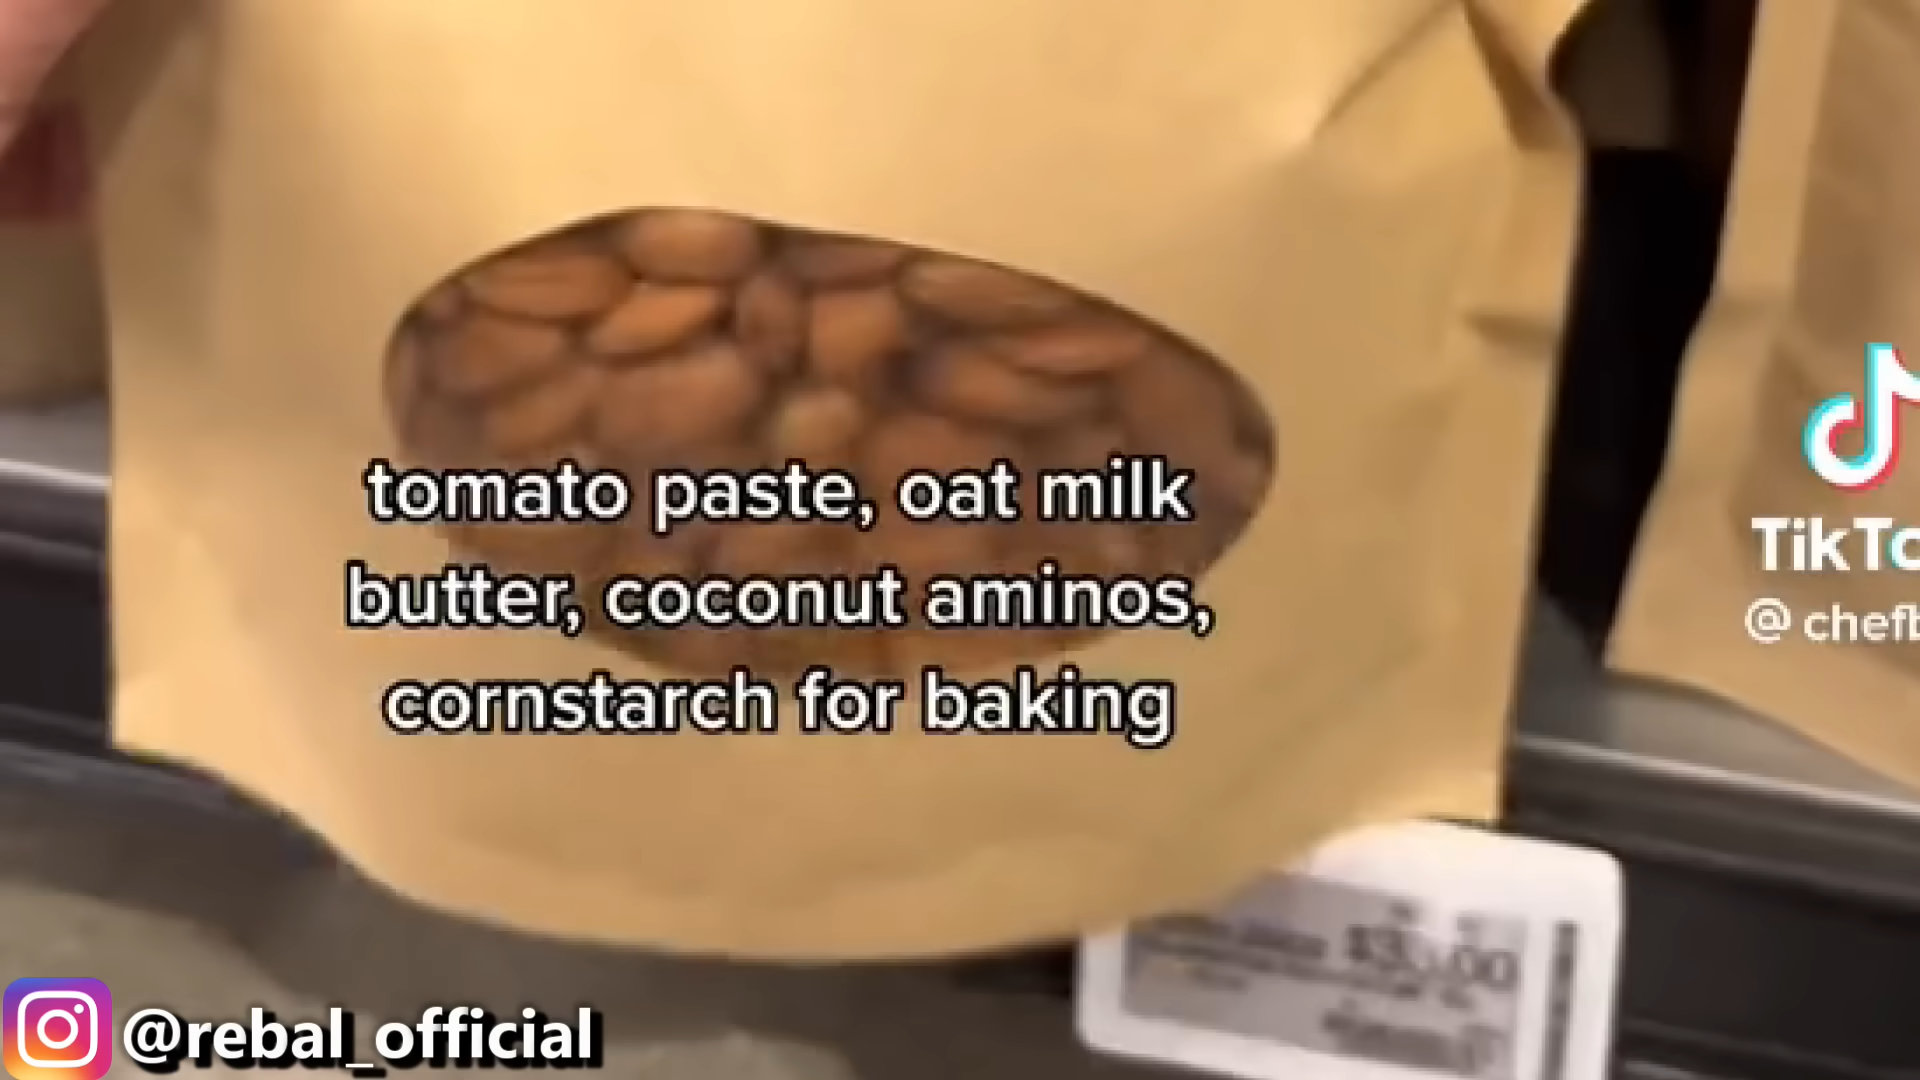 tomato paste, oat milk
butter, coconut aminos,
cornstarch for baking
TikTo
@ chefb
@rebal_official